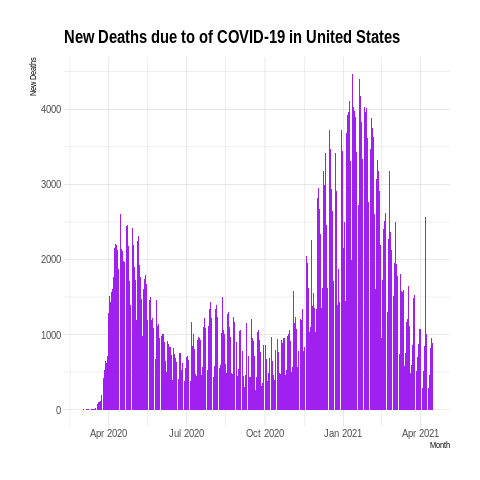 New Deaths due to of COVID-19 in United States
New Deaths
4000
3000
2000
1000
0
Apr 2020 Jul 2020 Oct 2020 Jan 2021 Apr 2021
Month